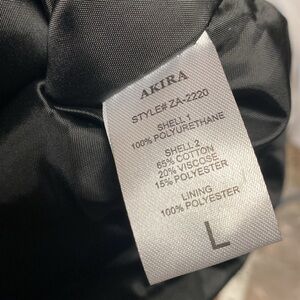 AKIRA
STYLE# ZA-2220
SHELL 1
100% POLYURETHANE
SHELL 2
65% COTTON
20% VISCOSE
15% POLYESTER
LINING
100% POLYESTER
L